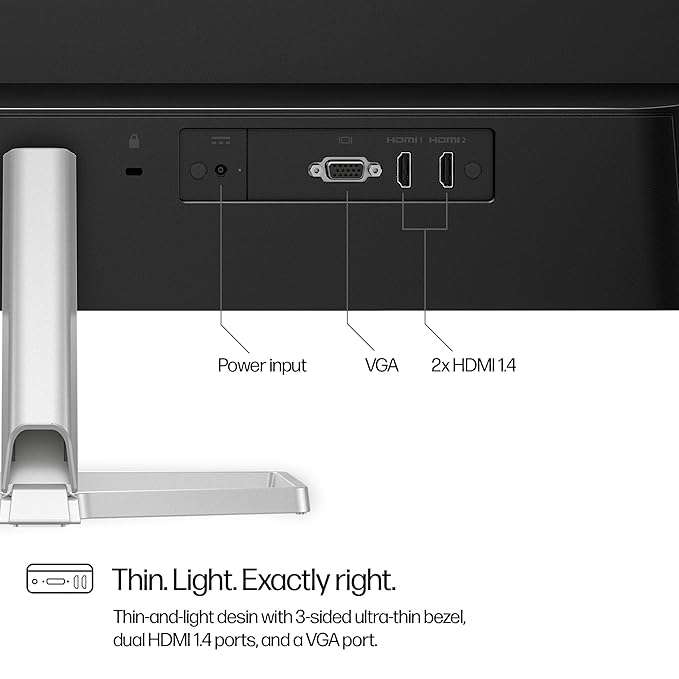 HDMI 1 HDMI 2
Power input
VGA
2x HDMI 1.4
Thin. Light. Exactly right.
Thin-and-light desin with 3-sided ultra-thin bezel,
dual HDMI 1.4 ports, and a VGA port.